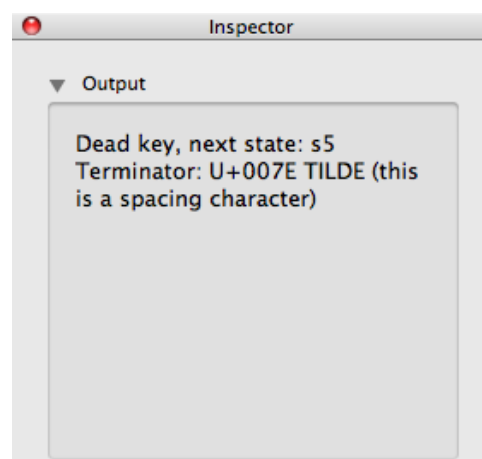 Inspector
Output
Dead key, next state: s5
Terminator: U+007E TILDE (this
is a spacing character)